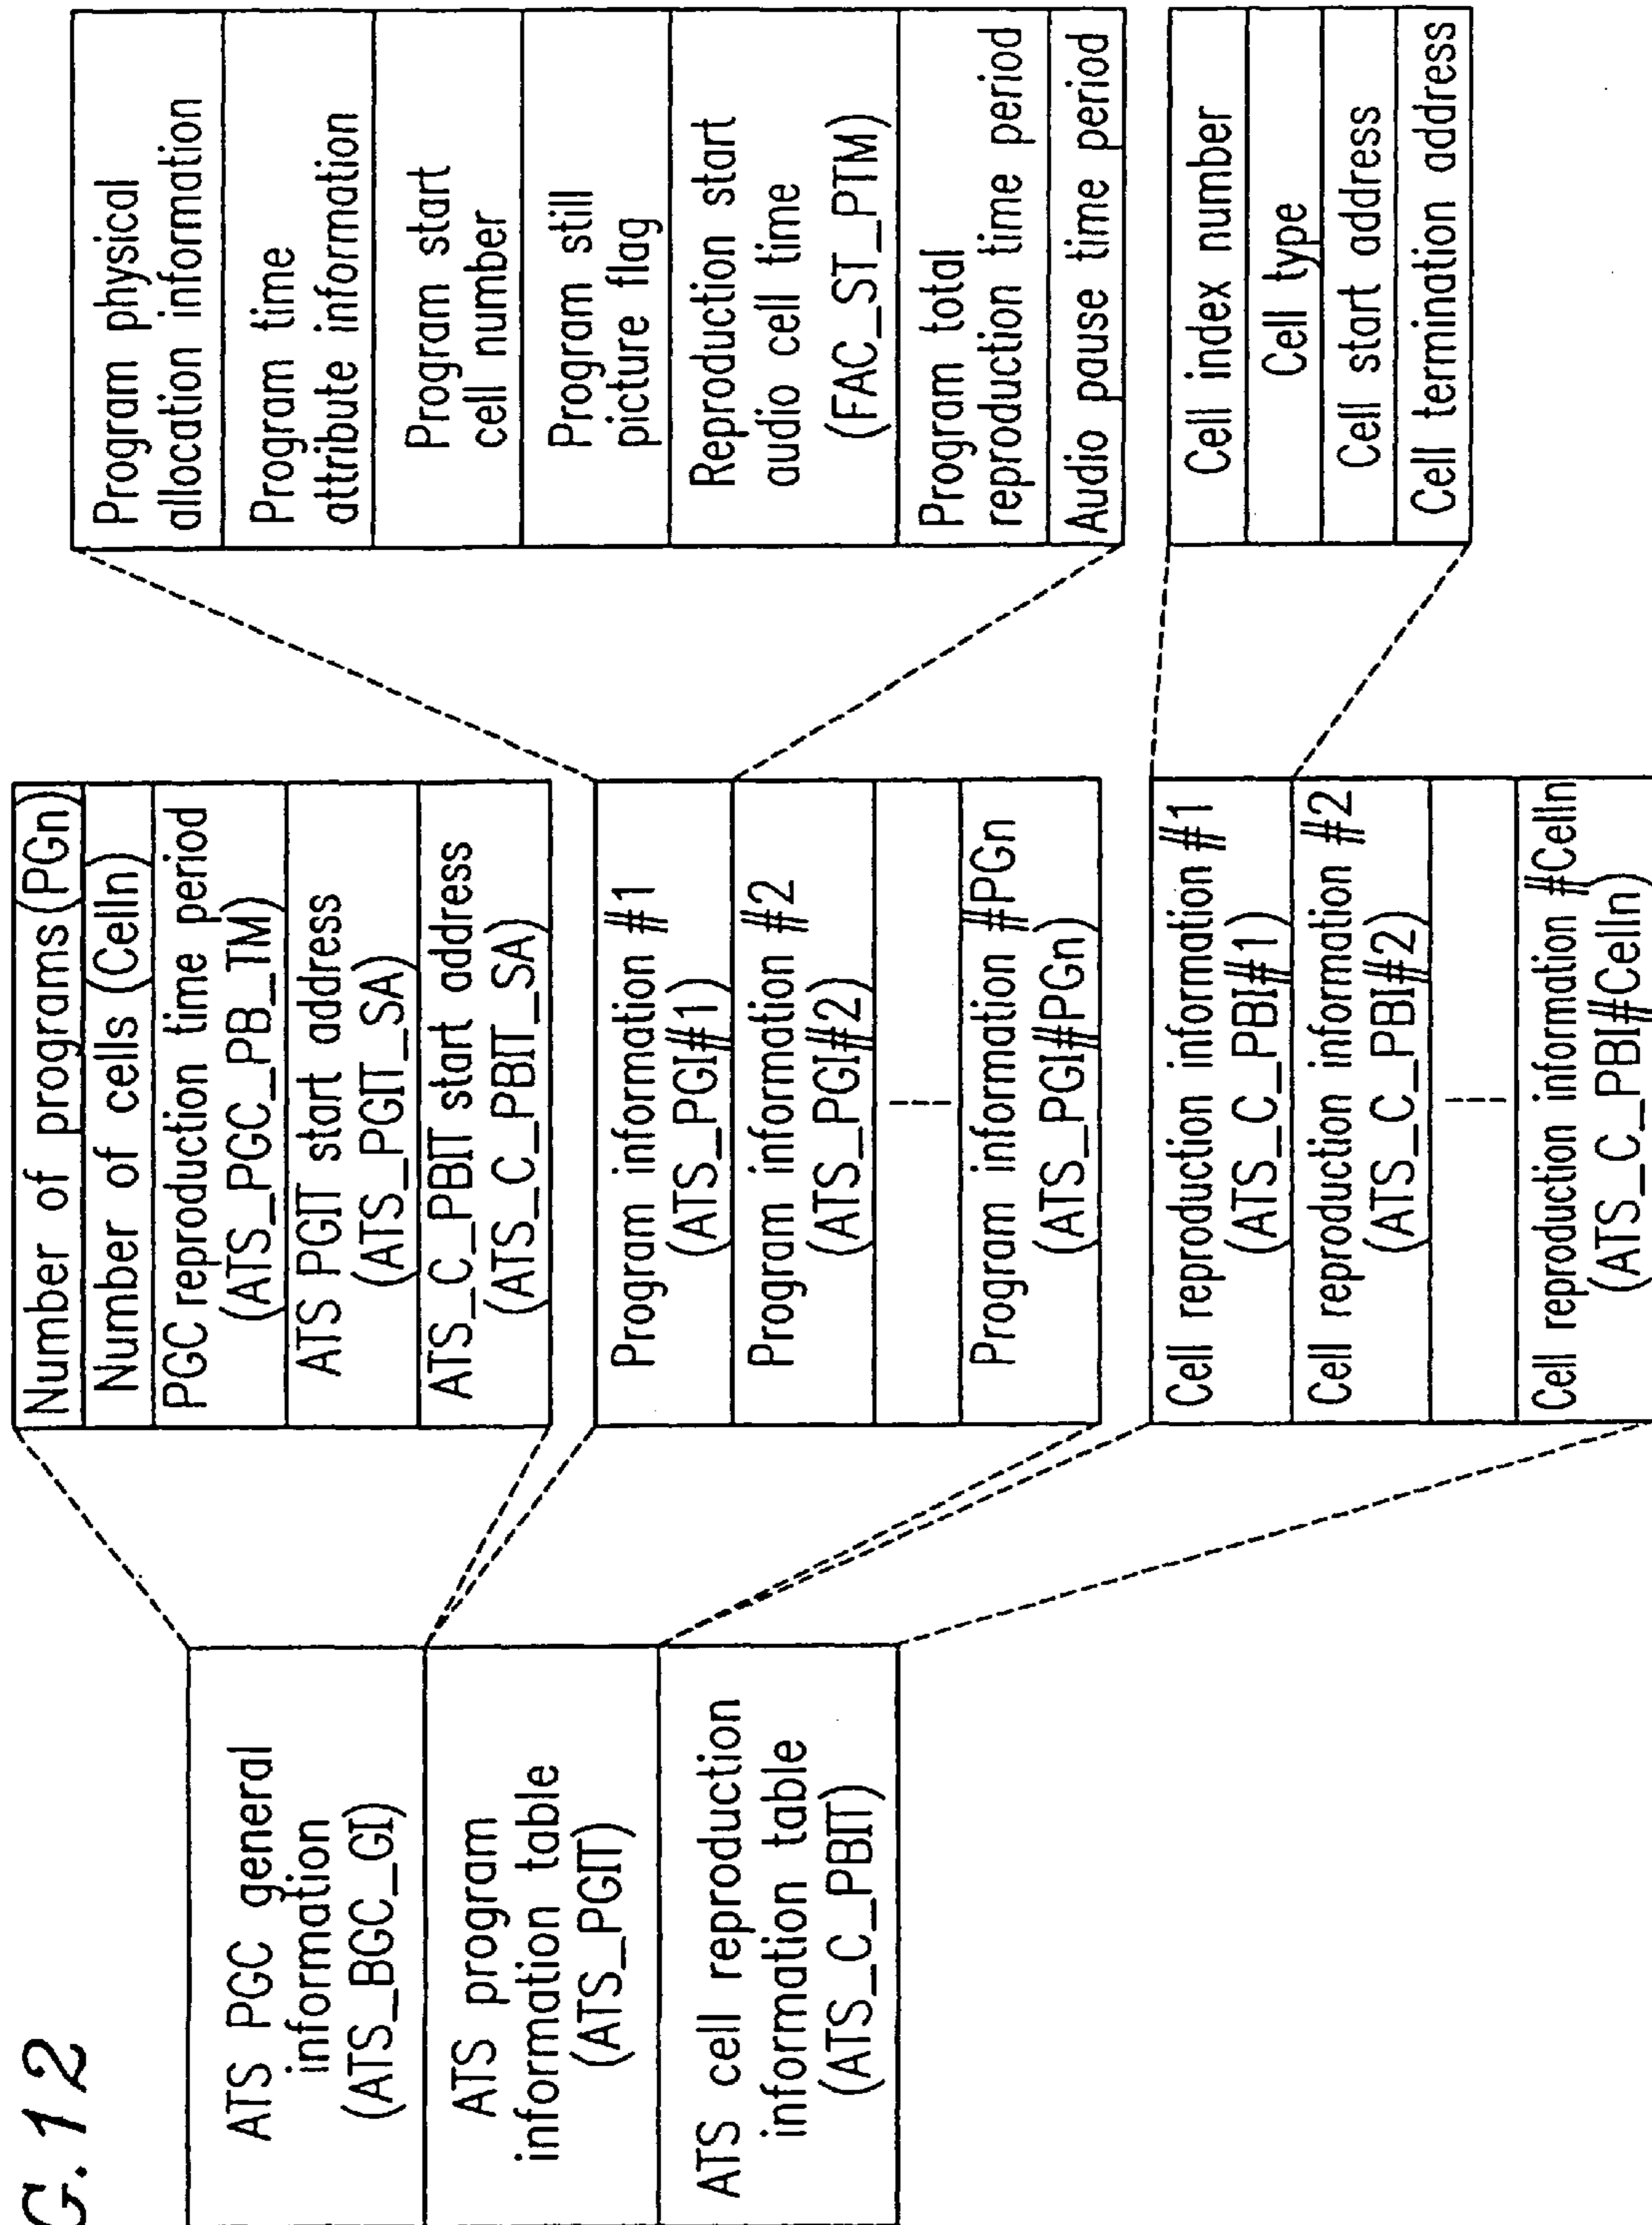 G. 12
ATS PGC general
information
(ATS_BGC_GI)
ATS program
information table
(ATS_PGIT)
ATS cell reproduction
information table
(ATS_C_PBIT)
Number of programs(PGn)
Number of cells (Celln)
PGC reproduction time period
(ATS_PGC_PB_TM)
ATS PGIT start address
(ATS_PGIT_SA)
ATS_C_PBIT start address
(ATS_C_PBIT_SA)
Program information #1
(ATS_PGI#1)
Program information #2
(ATS_PGI#2)
Program information #PGn
(ATS_PGI#PGn)
Cell reproduction information #1
(ATS_C_PBI#1)
Cell reproduction information #2
(ATS_C_PBI#2)
Cell reproduction information #Celln
(ATS_C_PBI#Celln)
Program physical
allocation information
Program time
attribute information
Program start
cell number
Program still
picture flag
Reproduction start
audio cell time
(FAC_ST_PTM)
Program total
reproduction time period
Audio pause time period
Cell index number
Cell type
Cell start address
Cell termination address